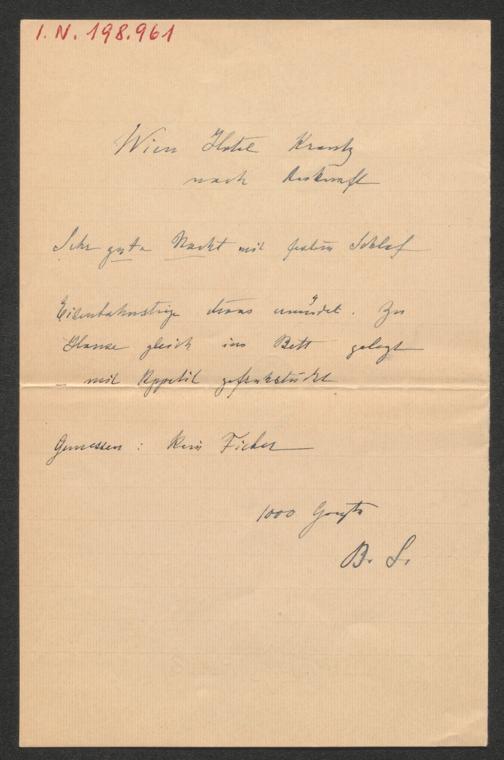 I. N. 198.961
Wien Hotel Krantz
nach Ankunft
Sehr gute Nacht mit festem Schlaf
Eisenbahnstiege etwas ermüdet. Zu
Hause gleich ins Bett gelegt
mit Appetit gefrühstückt
Gemessen: Kein Fieber
1000 Grüße
B. S.